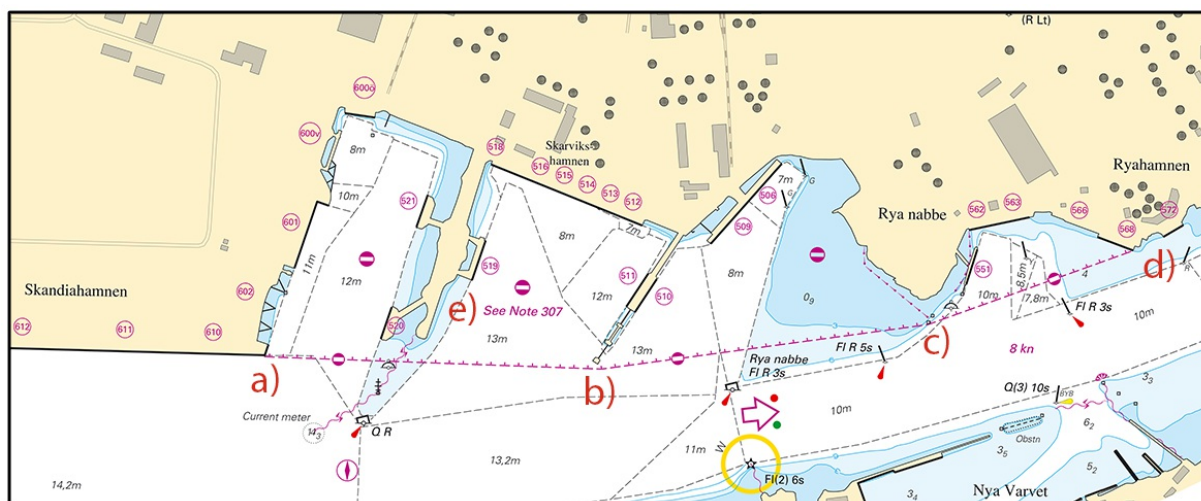 (R Lt)
600o
600v
8m
518
Skarviks-
hamnen
516
515
514
513
512
7m
506
G
G
Ryahamnen
Rya nabbe
562
563
566
568
572
10m
601
521
509
7m
8m
11m
12m
519
e)
See Note 307
511
12m
510
8m
0₉
551
10m
8,5m
7,8m
Y
4
d)
R
Skandiahamnen
602
612
611
610
520
13m
13m
Fl R 5s
c)
Fl R 3s
10m
8 kn
a)
b)
Rya nabbe
Fl R 3s
Q(3) 10s
BYB
3₃
Current meter
14₃
Q R
10m
6₂
Obstn
13,2m
11m
W
3₅
14,2m
Fl(2) 6s
3₄
5₂
Nya Varvet